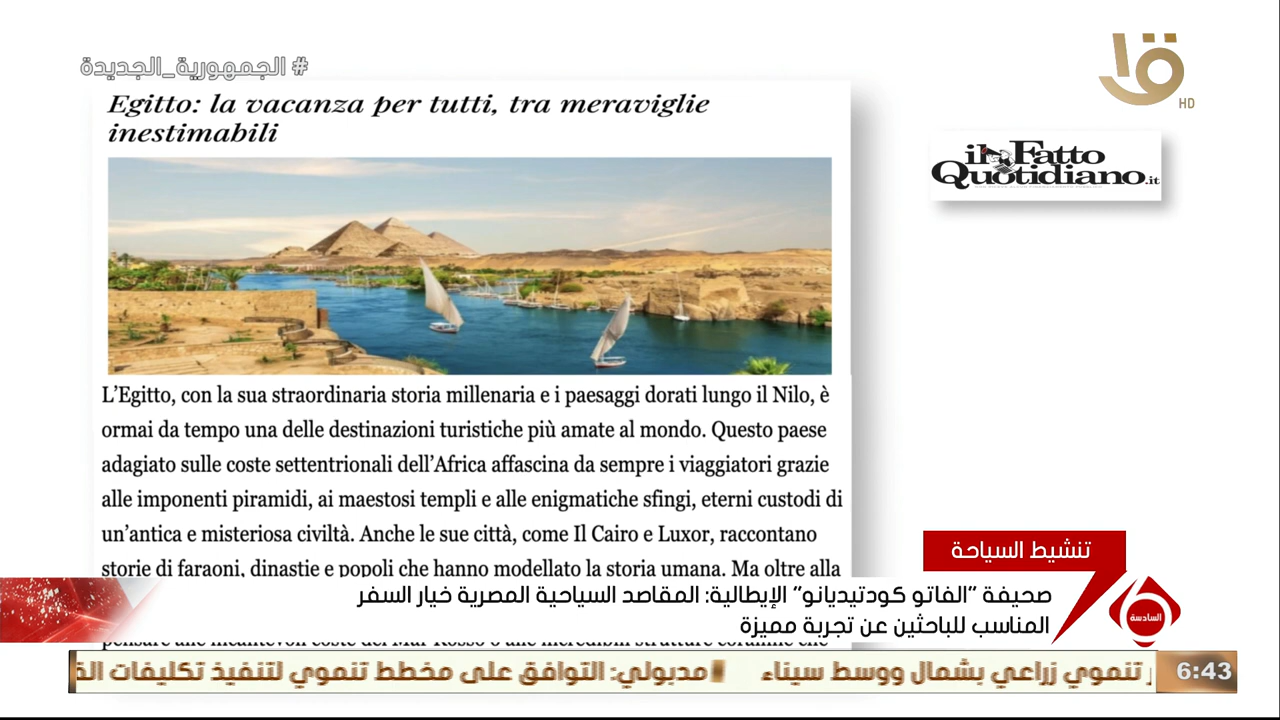 # الجمهورية_الجديدة
HD
Egitto: la vacanza per tutti, tra meraviglie
inestimabili
il Fatto
Quotidiano.it
L’Egitto, con la sua straordinaria storia millenaria e i paesaggi dorati lungo il Nilo, è
ormai da tempo una delle destinazioni turistiche più amate al mondo. Questo paese
adagiato sulle coste settentrionali dell’Africa affascina da sempre i viaggiatori grazie
alle imponenti piramidi, ai maestosi templi e alle enigmatiche sfingi, eterni custodi di
un’antica e misteriosa civiltà. Anche le sue città, come Il Cairo e Luxor, raccontano
storie di faraoni, dinastie e popoli che hanno modellato la storia umana. Ma oltre alla
تنشيط السياحة
صحيفة ”الفاتو كودتيديانو“ الإيطالية: المقاصد السياحية المصرية خيار السفر
المناسب للباحثين عن تجربة مميزة
السادسة
تنموي زراعي بشمال ووسط سيناء
مدبولي: التوافق على مخطط تنموي لتنفيذ تكليفات
6:43